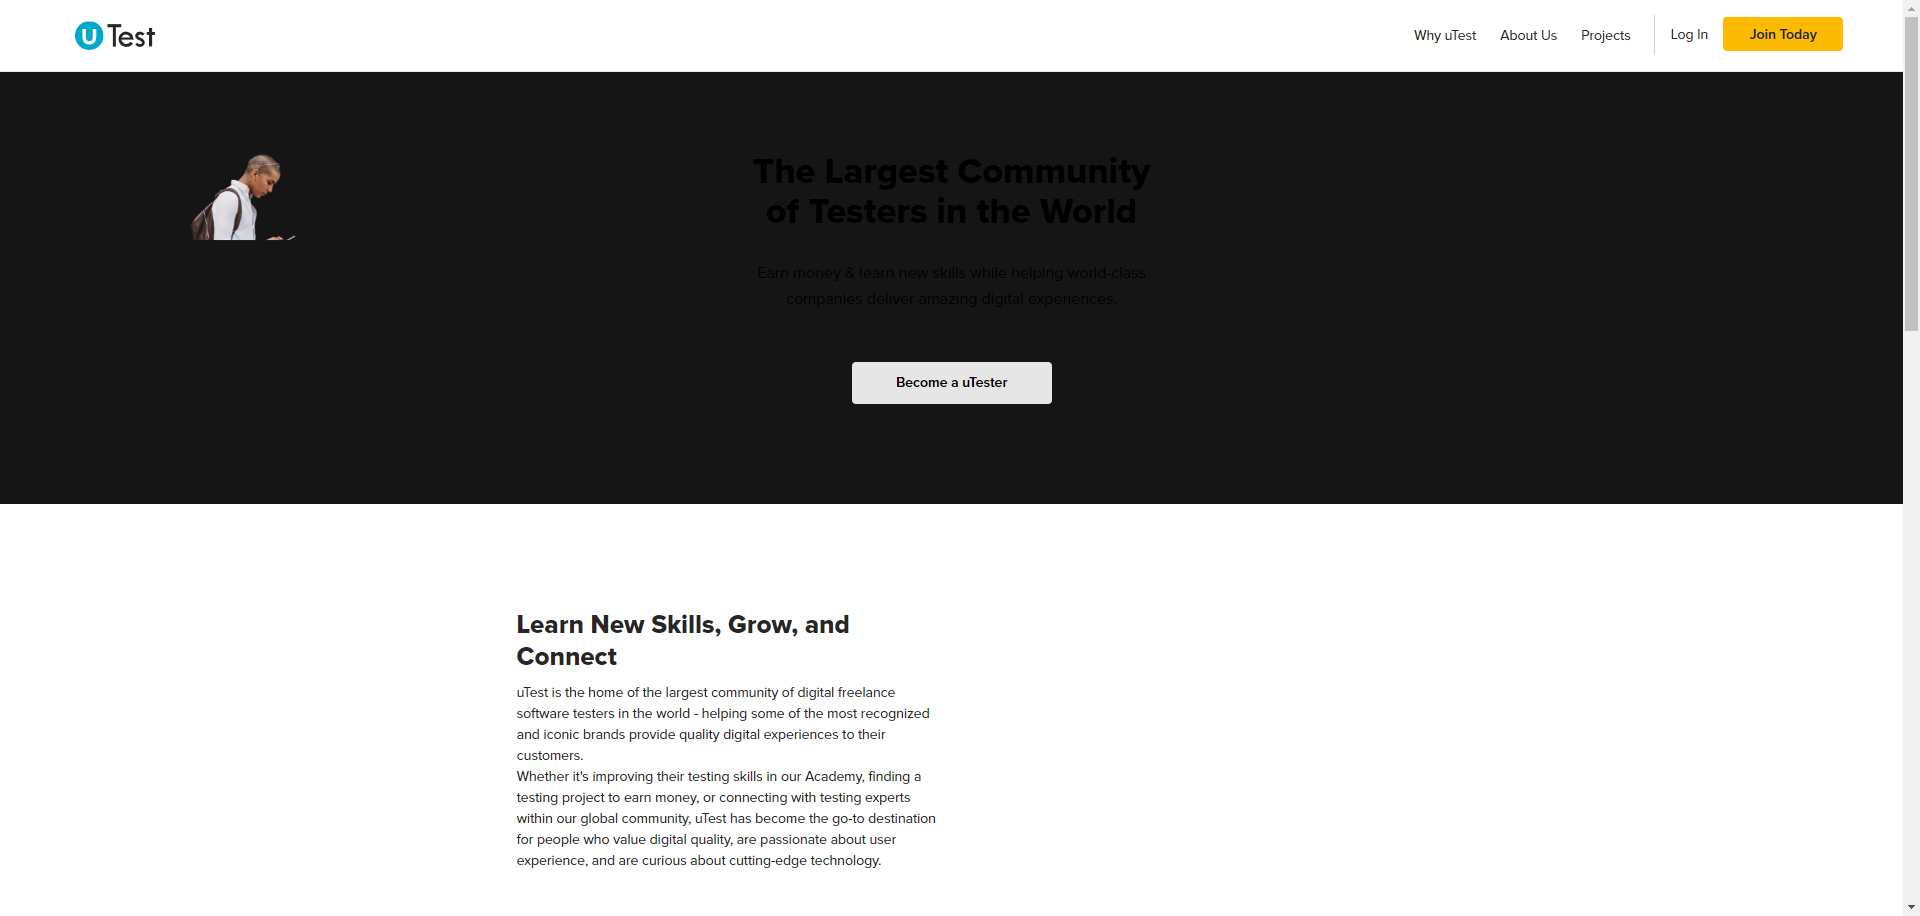 uTest
Why uTest
About Us
Projects
Log In
Join Today
The Largest Community
of Testers in the World
Earn money & learn new skills while helping world-class
companies deliver amazing digital experiences.
Become a uTester
Learn New Skills, Grow, and
Connect
uTest is the home of the largest community of digital freelance
software testers in the world - helping some of the most recognized
and iconic brands provide quality digital experiences to their
customers.
Whether it's improving their testing skills in our Academy, finding a
testing project to earn money, or connecting with testing experts
within our global community, uTest has become the go-to destination
for people who value digital quality, are passionate about user
experience, and are curious about cutting-edge technology.